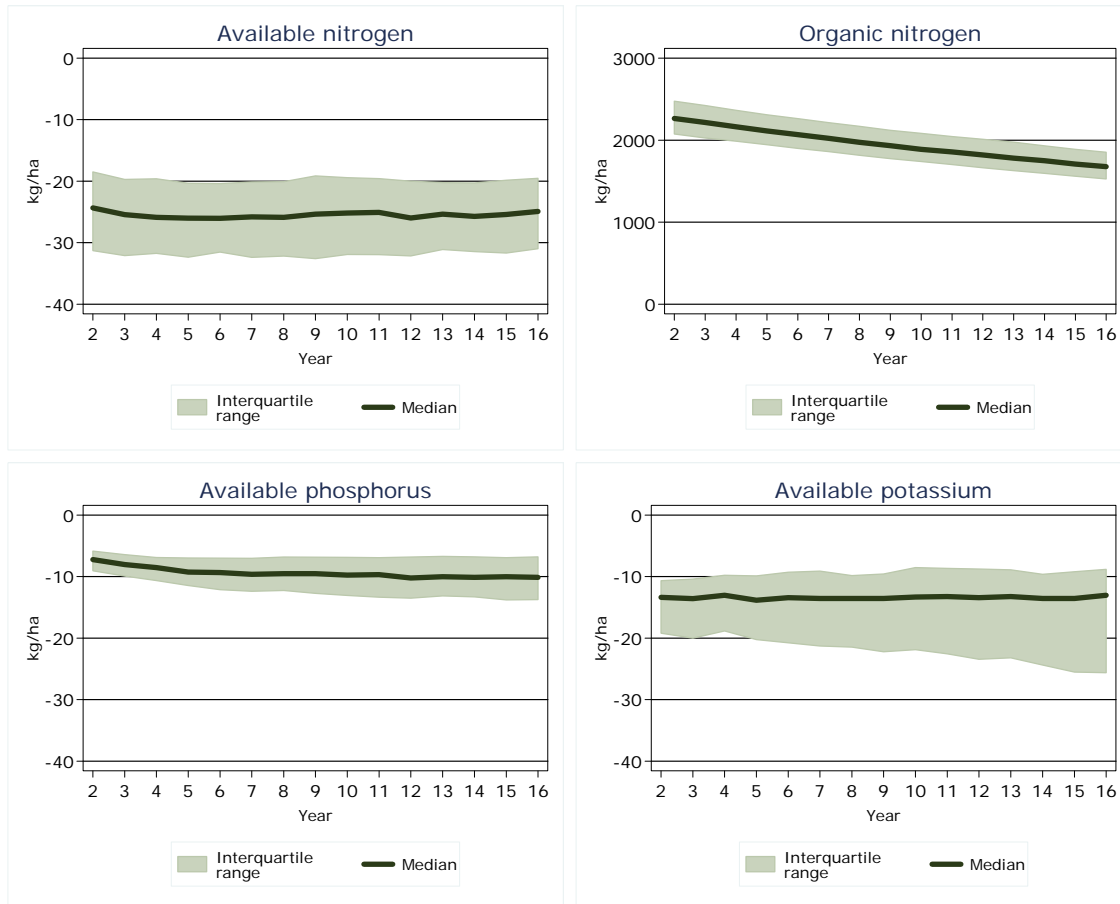 Available nitrogen
0
-10
-20
-30
-40
kg/ha
2 3 4 5 6 7 8 9 10 11 12 13 14 15 16
Year
Interquartile
range
Median
Organic nitrogen
3000
2000
1000
0
kg/ha
2 3 4 5 6 7 8 9 10 11 12 13 14 15 16
Year
Interquartile
range
Median
Available phosphorus
0
-10
-20
-30
-40
kg/ha
2 3 4 5 6 7 8 9 10 11 12 13 14 15 16
Year
Interquartile
range
Median
Available potassium
0
-10
-20
-30
-40
kg/ha
2 3 4 5 6 7 8 9 10 11 12 13 14 15 16
Year
Interquartile
range
Median